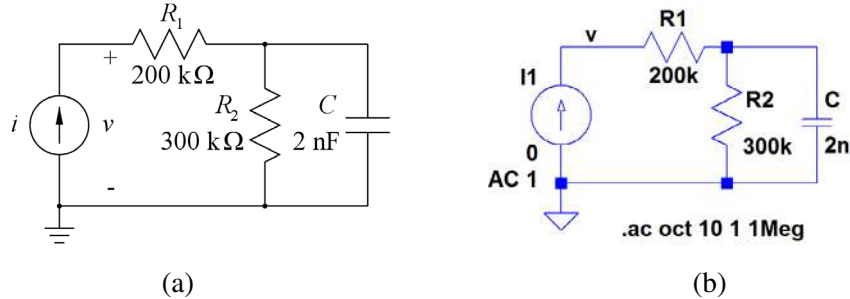 R1
+
200 kΩ
R2
300 kΩ
C
2 nF
i
v
-
(a)
R1
v
200k
I1
R2
300k
C
2n
0
AC 1
.ac oct 10 1 1Meg
(b)